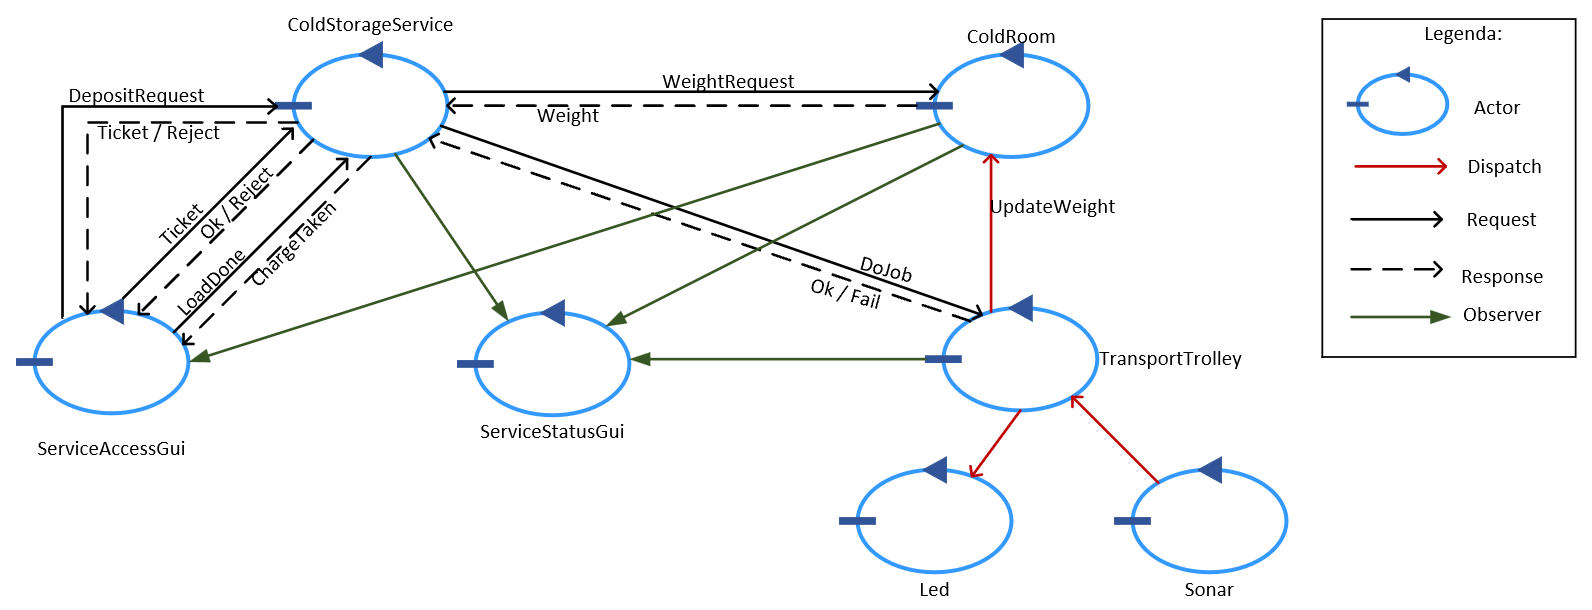 ColdStorageService
ColdRoom
Legenda:
DepositRequest
WeightRequest
Weight
Ticket / Reject
Actor
Dispatch
Ticket
Ok / Reject
UpdateWeight
Request
LoadDone
ChargeTaken
DoJob
Ok / Fail
Response
Observer
TransportTrolley
ServiceAccessGui
ServiceStatusGui
Led
Sonar